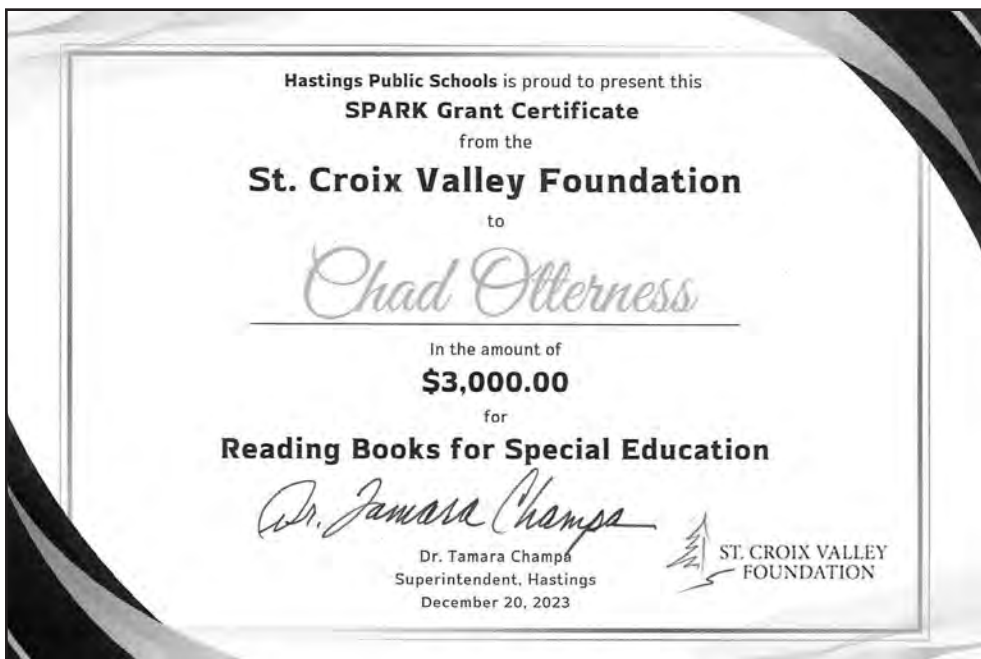 Hastings Public Schools is proud to present this
SPARK Grant Certificate
from the
St. Croix Valley Foundation
to
Chad Otterness
In the amount of
$3,000.00
for
Reading Books for Special Education
Dr. Tamara Champa
Dr. Tamara Champa
Superintendent, Hastings
December 20, 2023
ST. CROIX VALLEY
FOUNDATION